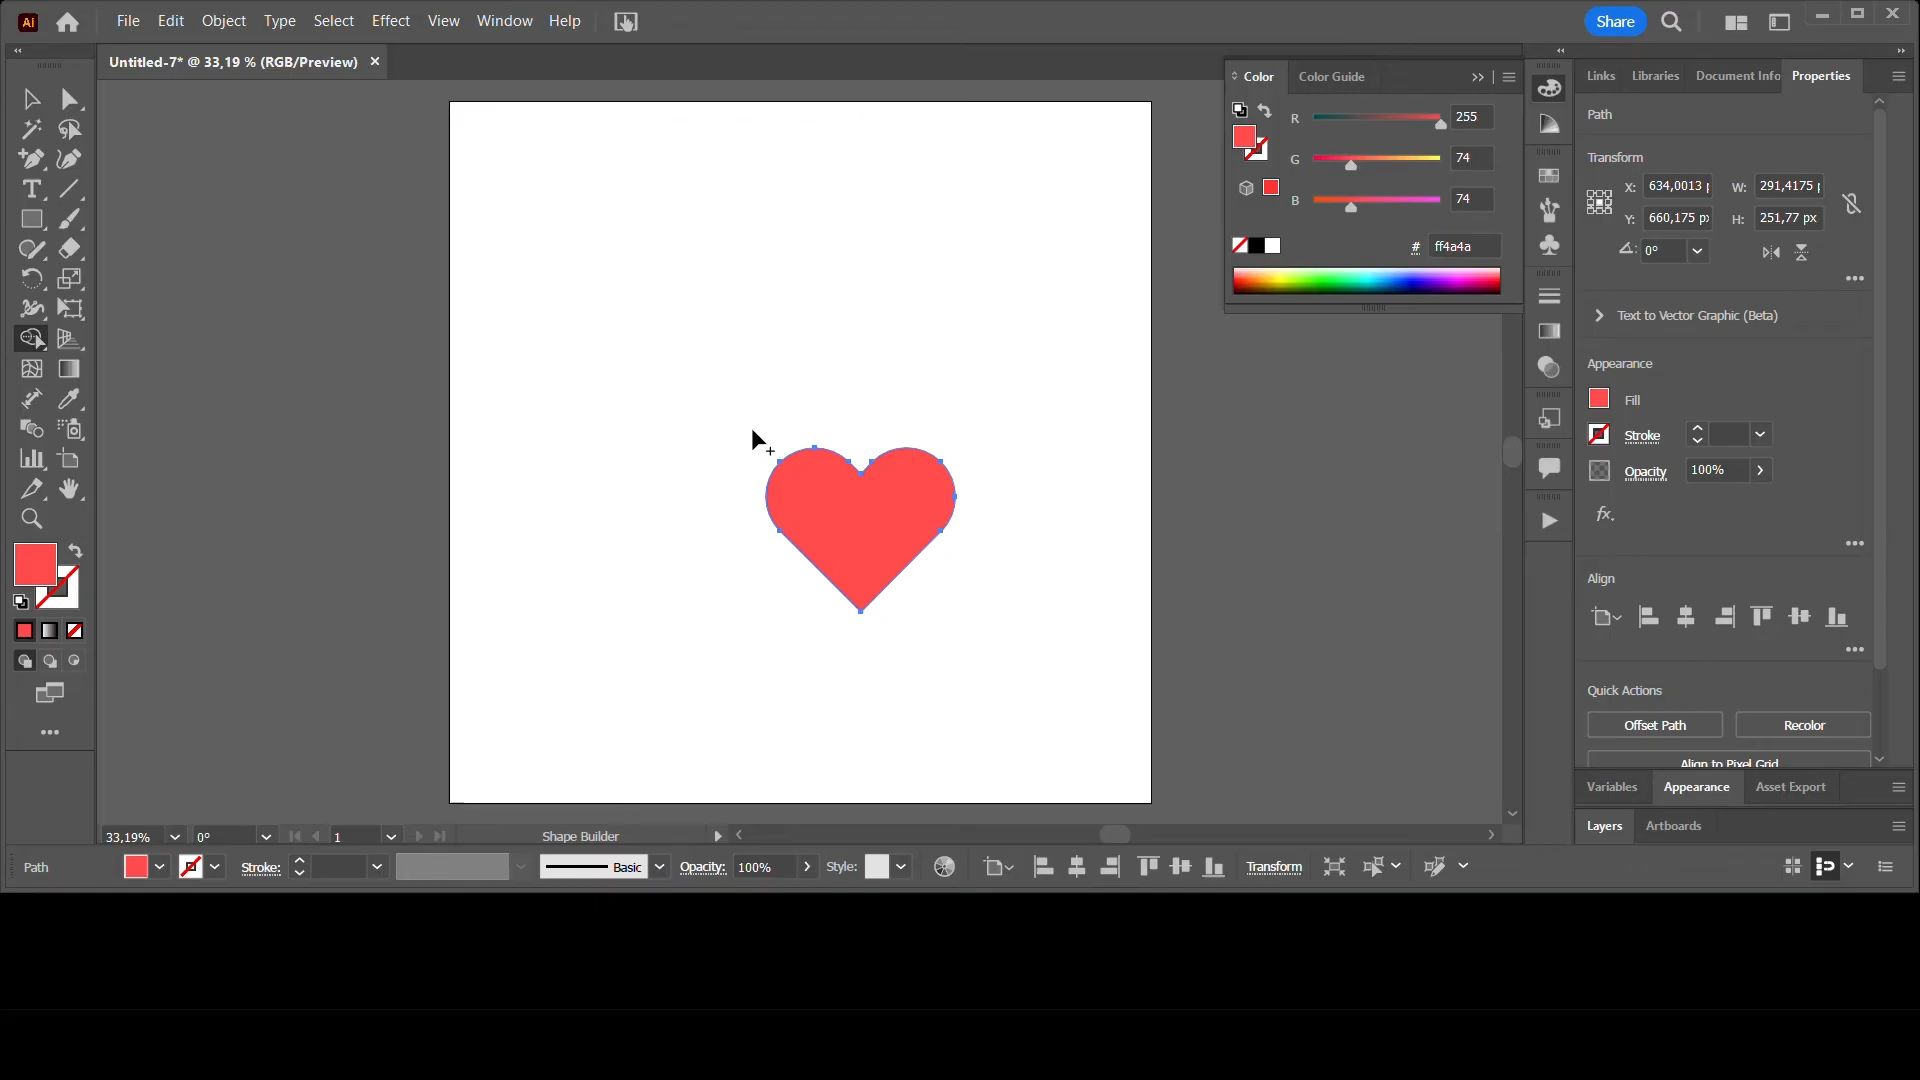 Ai File Edit Object Type Select Effect View Window Help Share
Untitled-7* @ 33,19 % (RGB/Preview)
Color Color Guide
R 255
G 74
B 74
# ff4a4a
Links Libraries Document Info Properties
Path
Transform
X: 634,0013 W: 291,4175
Y: 660,175 px H: 251,77 px
0°
Text to Vector Graphic (Beta)
Appearance
Fill
Stroke
Opacity 100%
fx.
Align
Quick Actions
Offset Path Recolor
Align to Pixel Grid
Variables Appearance Asset Export
Layers Artboards
33,19% 0° 1 Shape Builder
Path Stroke: Basic Opacity: 100% Style: Transform